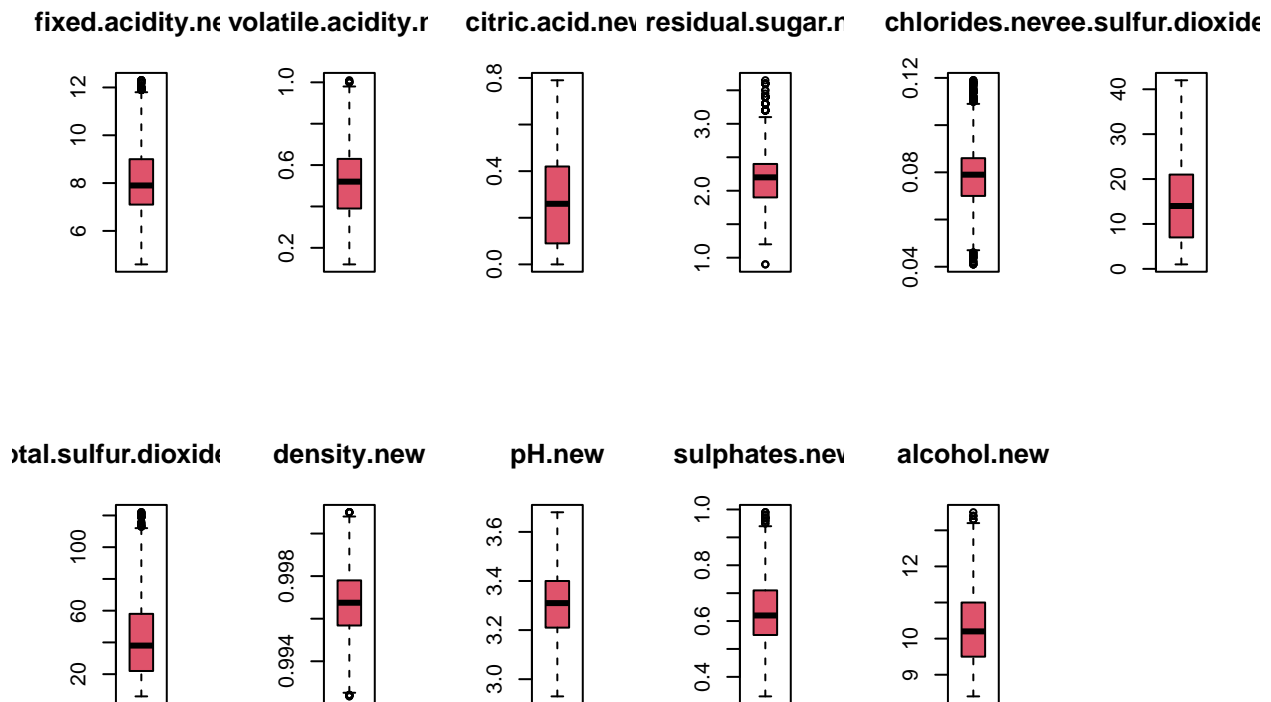 fixed.acidity.ne volatile.acidity.n citric.acid.new residual.sugar.n chlorides.new ee.sulfur.dioxide
12 10 8 6
1.0 0.6 0.2
0.8 0.4 0.0
3.0 2.0 1.0
0.12 0.08 0.04
40 30 20 10 0
otal.sulfur.dioxide density.new pH.new sulphates.new alcohol.new
100 60 20
0.998 0.994
3.6 3.4 3.2 3.0
1.0 0.8 0.6 0.4
12 10 9